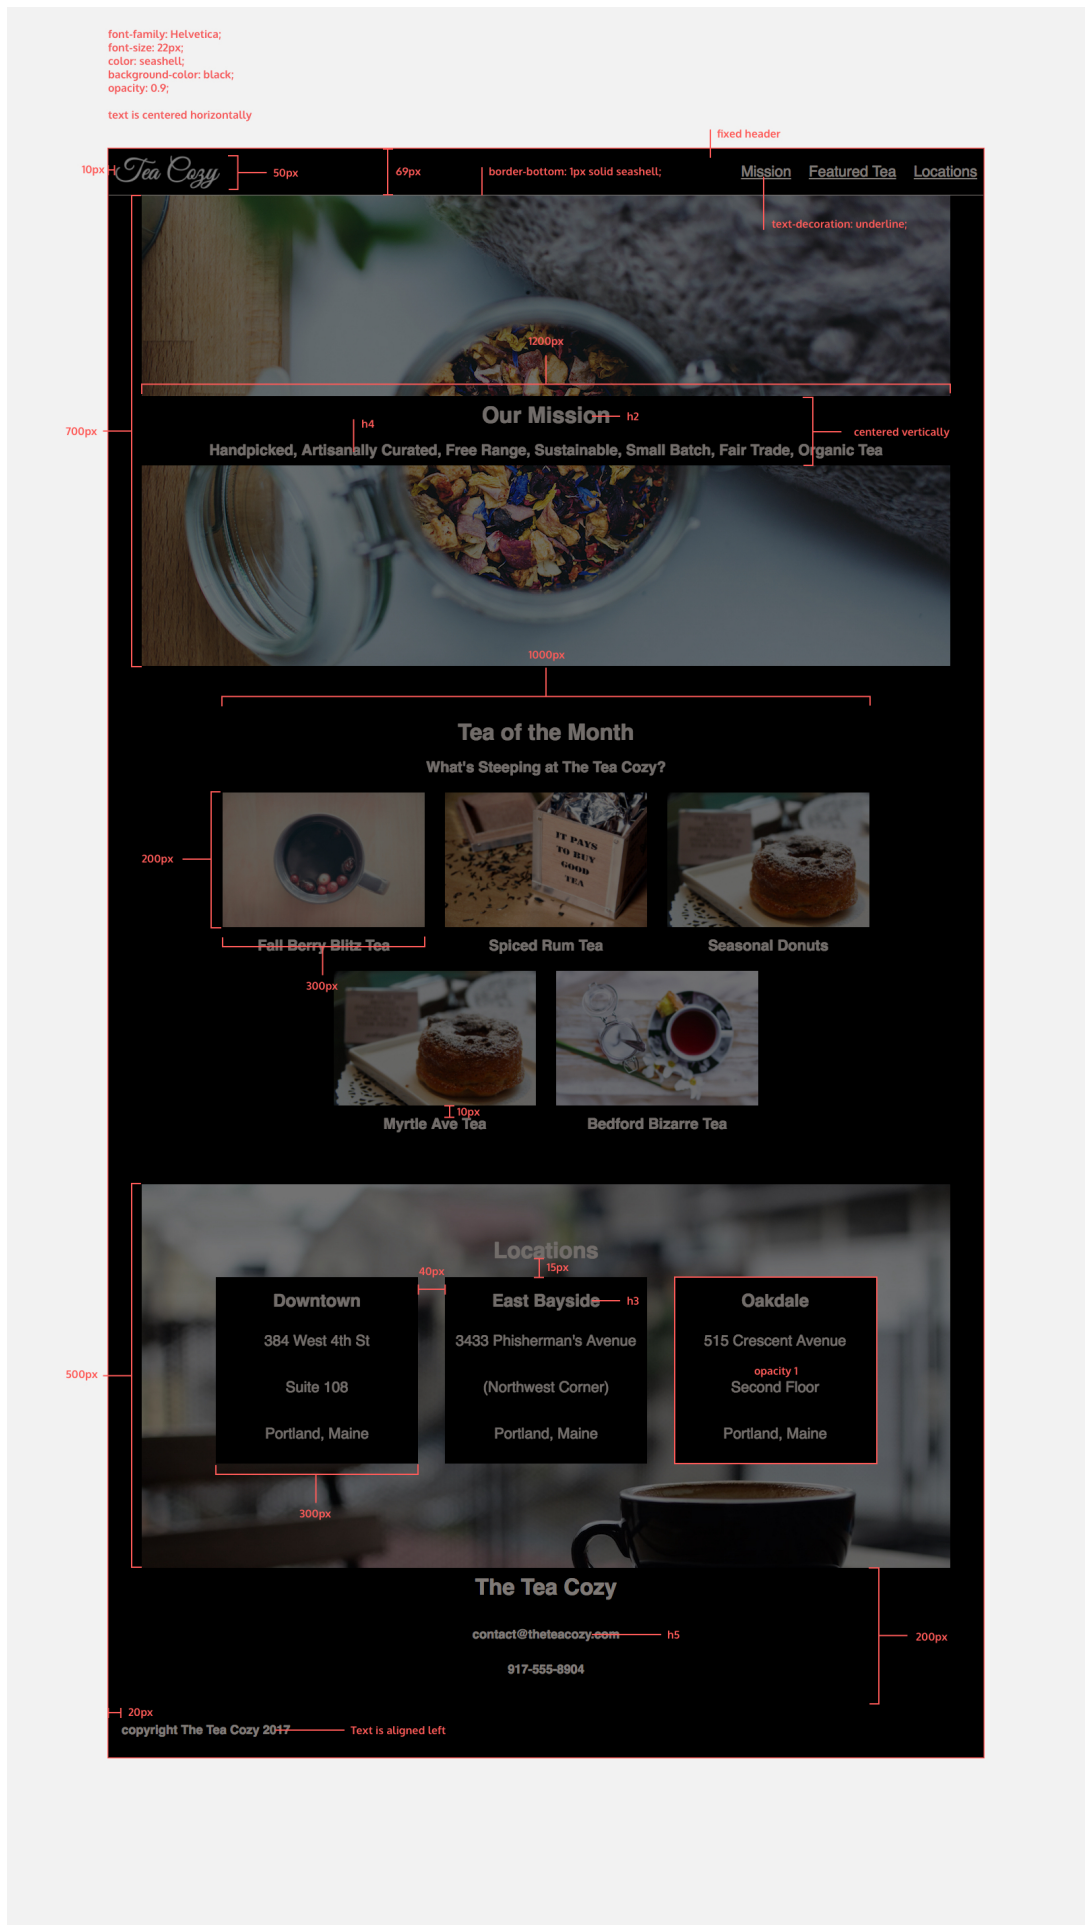 font-family: Helvetica;
font-size: 22px;
color: seashell;
background-color: black;
opacity: 0.9;
text is centered horizontally
fixed header
10px
Tea Cozy
50px
69px
border-bottom: 1px solid seashell;
Mission
Featured Tea
Locations
text-decoration: underline;
1200px
Our Mission
h2
h4
700px
centered vertically
Handpicked, Artisanally Curated, Free Range, Sustainable, Small Batch, Fair Trade, Organic Tea
1000px
Tea of the Month
What's Steeping at The Tea Cozy?
IT PAYS
TO BUY
GOOD
TEA
200px
Fall Berry Blitz Tea
Spiced Rum Tea
Seasonal Donuts
300px
10px
Myrtle Ave Tea
Bedford Bizarre Tea
Locations
40px
15px
Downtown
East Bayside
h3
Oakdale
384 West 4th St
3433 Phisherman's Avenue
515 Crescent Avenue
opacity 1
500px
Suite 108
(Northwest Corner)
Second Floor
Portland, Maine
Portland, Maine
Portland, Maine
300px
The Tea Cozy
contact@theteacozy.com
h5
200px
917-555-8904
20px
copyright The Tea Cozy 2017
Text is aligned left